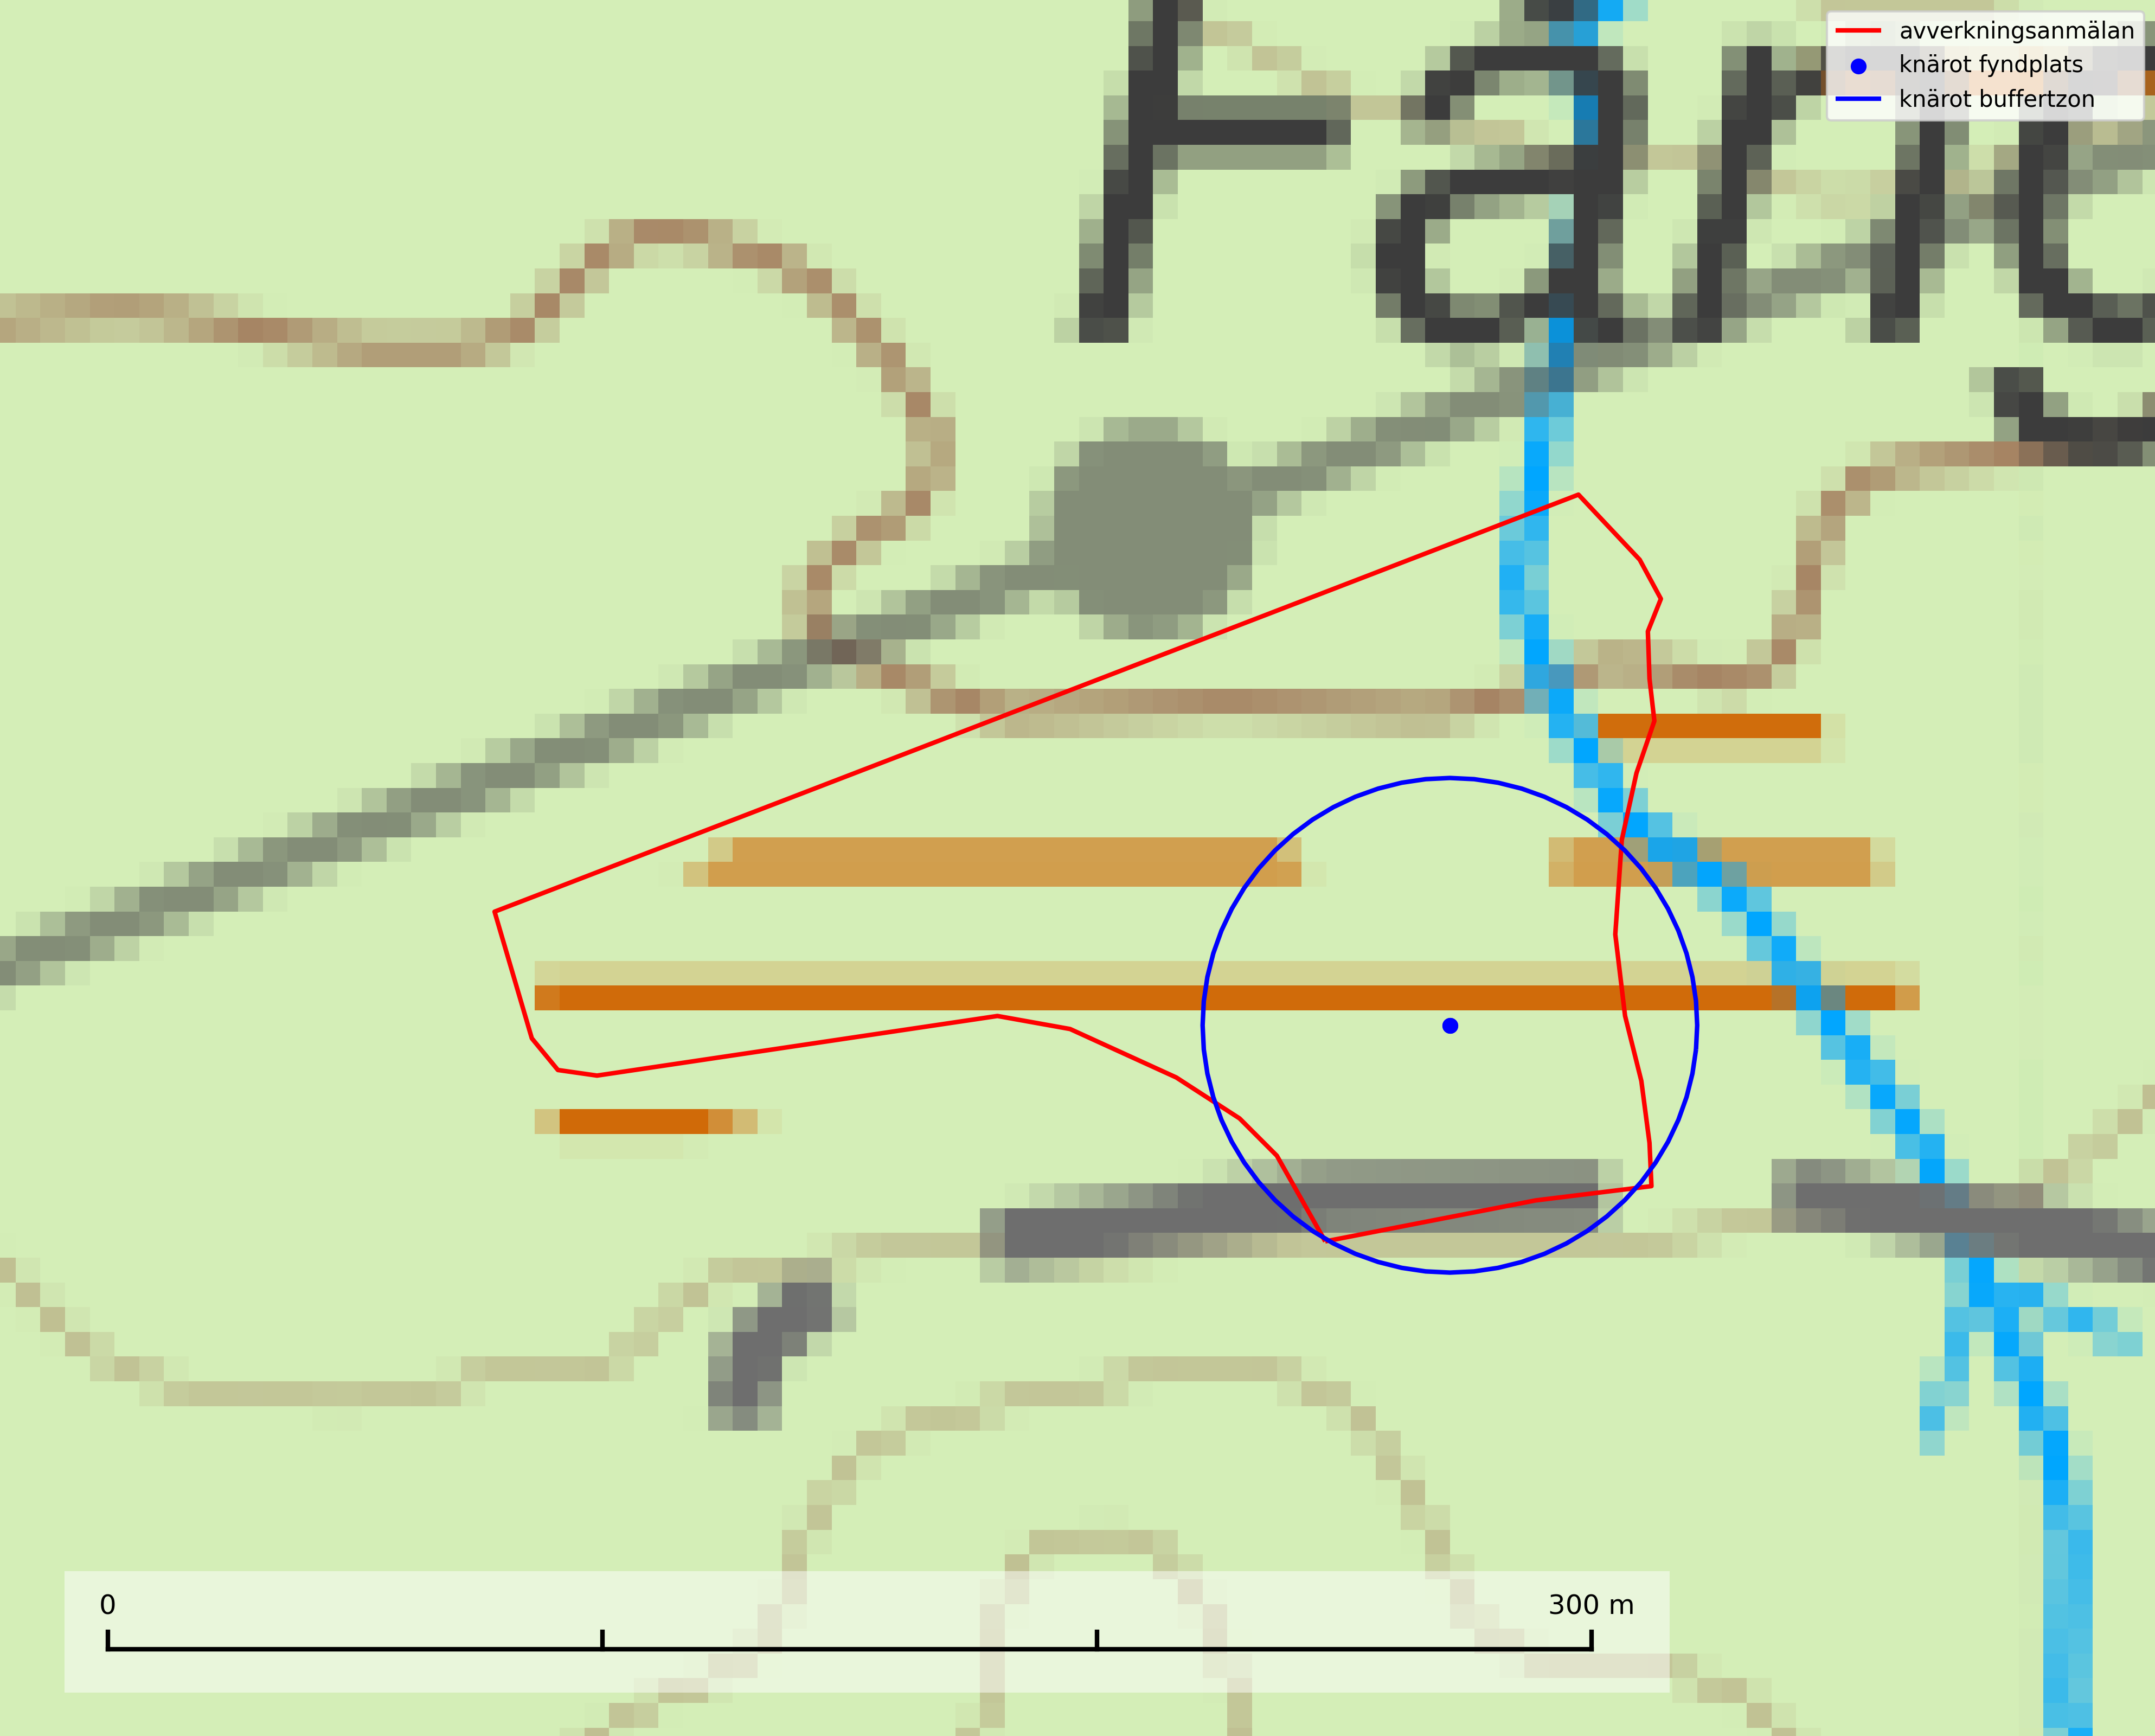 avverkningsanmälan
knärot fyndplats
knärot buffertzon
0
300 m